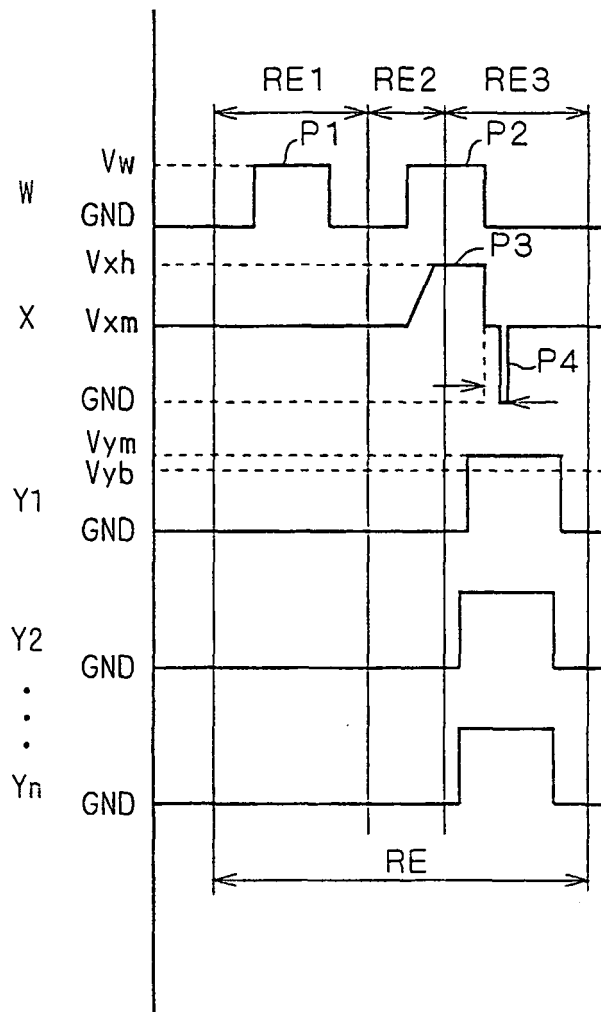 RE1 RE2 RE3
P1 P2
Vw
W
GND
P3
Vxh
X Vxm
P4
GND
Vym
Vyb
Y1
GND
Y2
GND
Yn GND
RE